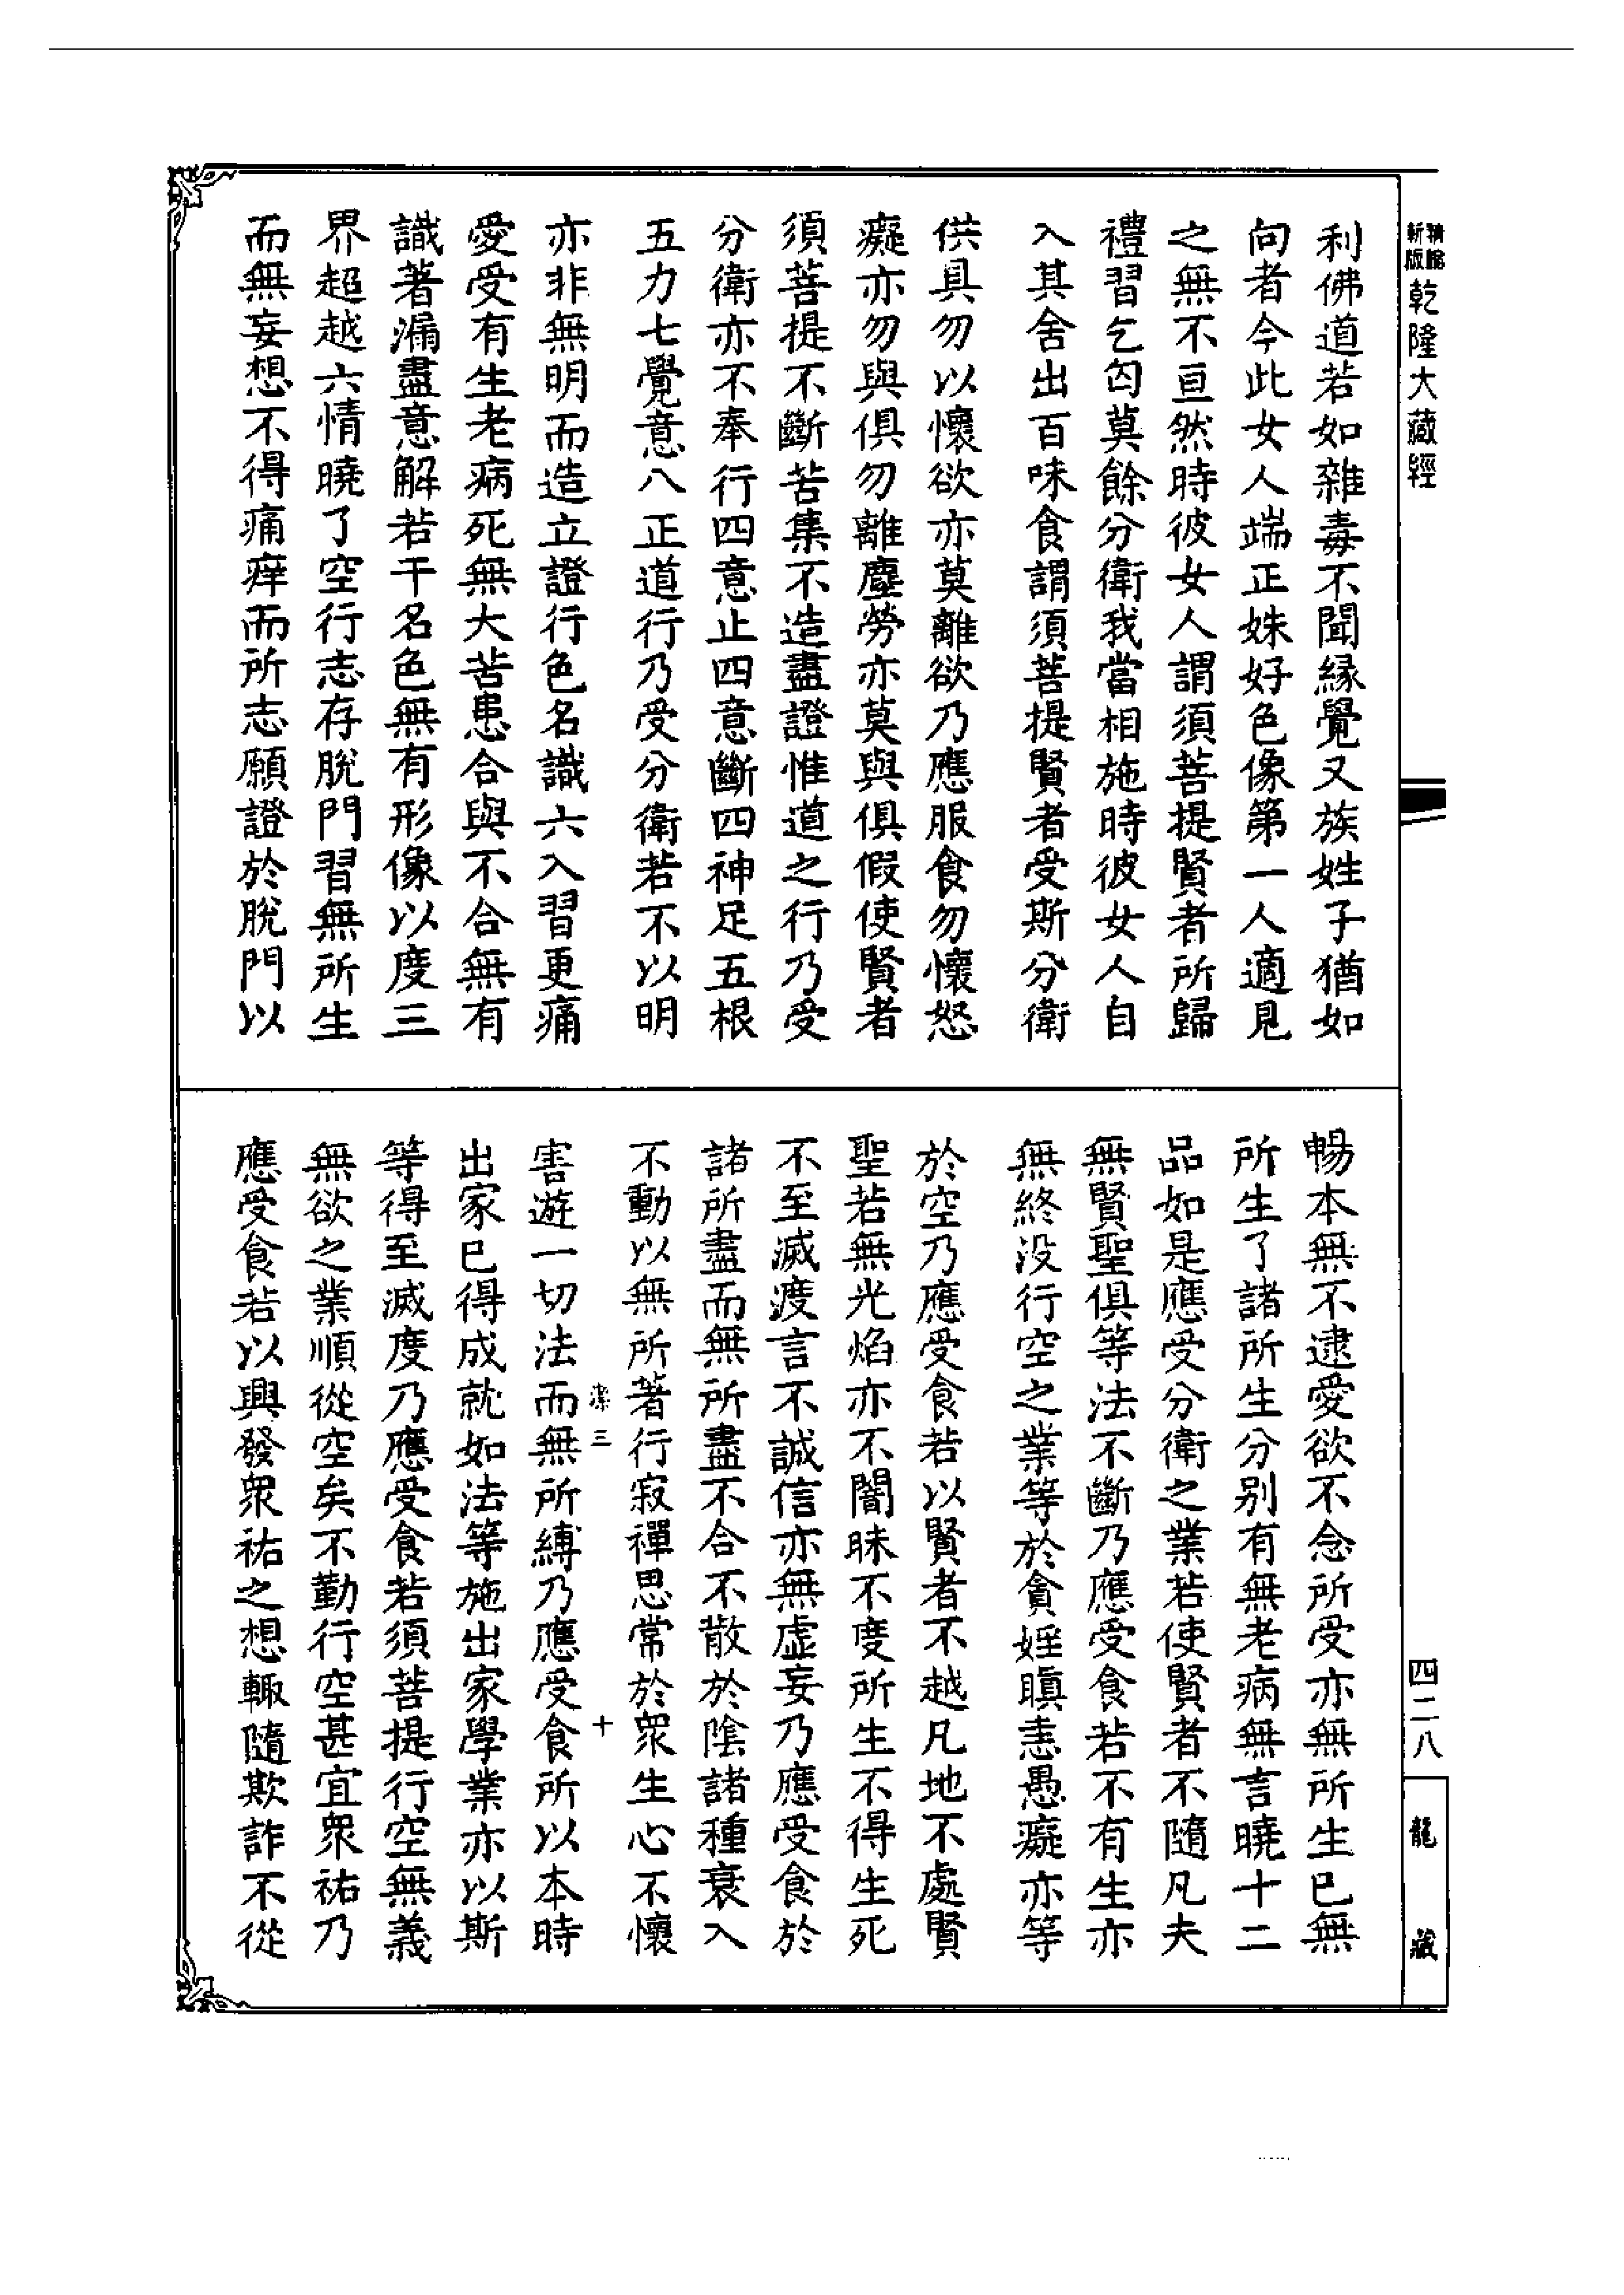 精繪
新版
乾隆大藏經
利佛道若如雜毒不聞緣覺又族姓子猶如
向者今此女人端正姝好色像第一人適見
之無不亘然時彼女人謂須菩提賢者所歸
禮習乞匃莫餘分衛我當相施時彼女人自
入其舍出百味食謂須菩提賢者受斯分衛
供具勿以懷欲亦莫離欲乃應服食勿懷怒
癡亦勿與俱勿離塵勞亦莫與俱假使賢者
須菩提不斷苦集不造盡證惟道之行乃受
分衛亦不奉行四意止四意斷四神足五根
五力七覺意八正道行乃受分衛若不以明
亦非無明而造立證行色名識六入習更痛
愛受有生老病死無大苦患合與不合無有
識著漏盡意解若干名色無有形像以度三
界超越六情曉了空行志存脫門習無所生
而無妄想不得痛痒而所志願證於脫門以
暢本無不逮愛欲不念所受亦無所生已無
所生了諸所生分别有無老病無言曉十二
品如是應受分衛之業若使賢者不隨凡夫
無賢聖俱等法不斷乃應受食若不有生亦
無終没行空之業等於貪婬瞋恚愚癡亦等
於空乃應受食若以賢者不越凡地不處賢
聖若無光焰亦不闇昧不度所生不得生死
不至滅度言不誠信亦無虛妄乃應受食於
諸所盡而無所盡不合不散於陰諸種衰入
不動以無所著行寂禪思常於衆生心不懷
三 十
害遊一切法而無所縛乃應受食所以本時
出家已得成就如法等施出家學業亦以斯
等得至滅度乃應受食若須菩提行空無義
無欲之業順從空矣不勤行空甚宜衆祐乃
應受食若以興發衆祐之想輙隨欺詐不從
四二八
龍藏